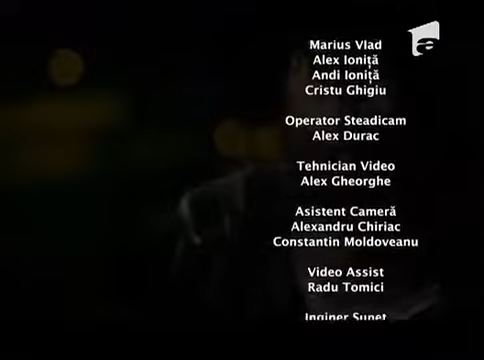 Marius Vlad
Alex Ioniță
Andi Ioniță
Cristu Ghigiu
Operator Steadicam
Alex Durac
Tehnician Video
Alex Gheorghe
Asistent Cameră
Alexandru Chiriac
Constantin Moldoveanu
Video Assist
Radu Tomici
Inginer Sunet
a